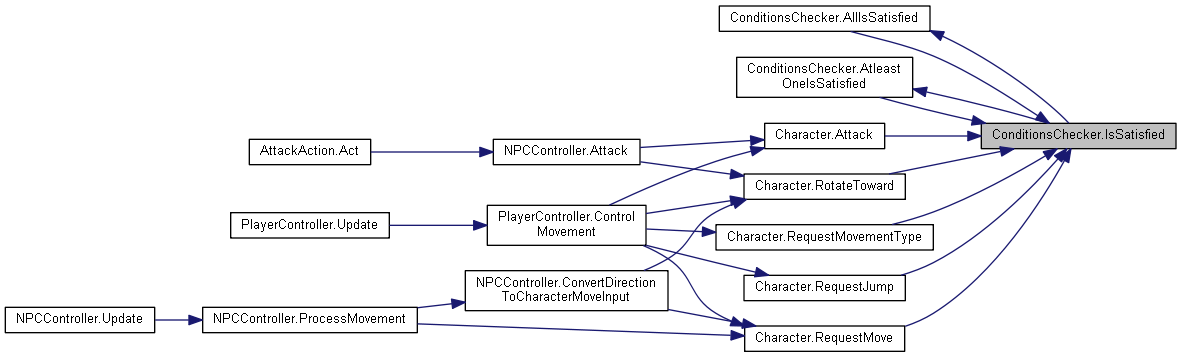 ConditionsChecker.AllIsSatisfied
ConditionsChecker.Atleast
OneIsSatisfied
ConditionsChecker.IsSatisfied
Character.Attack
AttackAction.Act
NPCController.Attack
Character.RotateToward
PlayerController.Update
PlayerController.Control
Movement
Character.RequestMovementType
NPCController.ConvertDirection
ToCharacterMoveInput
Character.RequestJump
NPCController.Update
NPCController.ProcessMovement
Character.RequestMove